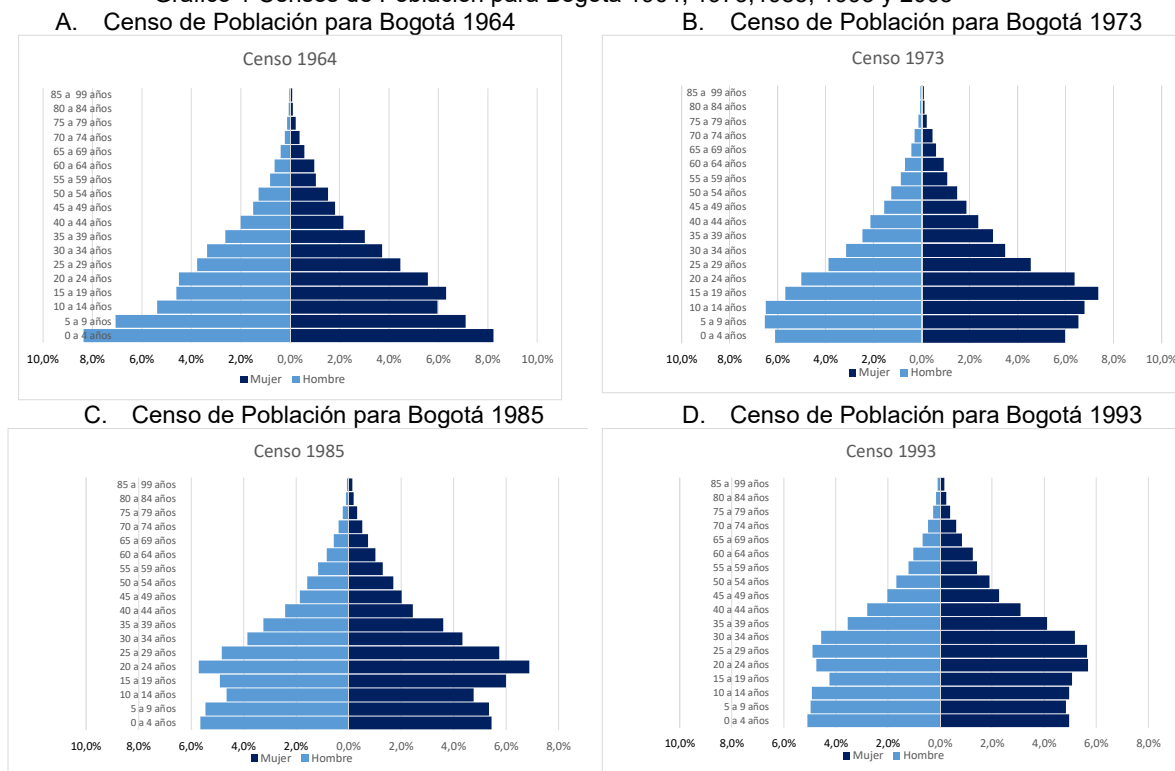 Gráfico 1 Censos de Población para Bogotá 1964, 1973,1985, 1993 y 2005
A. Censo de Población para Bogotá 1964
Censo 1964
85 a 99 años
80 a 84 años
75 a 79 años
70 a 74 años
65 a 69 años
60 a 64 años
55 a 59 años
50 a 54 años
45 a 49 años
40 a 44 años
35 a 39 años
30 a 34 años
25 a 29 años
20 a 24 años
15 a 19 años
10 a 14 años
5 a 9 años
0 a 4 años
10,0% 8,0% 6,0% 4,0% 2,0% 0,0% 2,0% 4,0% 6,0% 8,0% 10,0%
Mujer Hombre
B. Censo de Población para Bogotá 1973
Censo 1973
85 a 99 años
80 a 84 años
75 a 79 años
70 a 74 años
65 a 69 años
60 a 64 años
55 a 59 años
50 a 54 años
45 a 49 años
40 a 44 años
35 a 39 años
30 a 34 años
25 a 29 años
20 a 24 años
15 a 19 años
10 a 14 años
5 a 9 años
0 a 4 años
10,0% 8,0% 6,0% 4,0% 2,0% 0,0% 2,0% 4,0% 6,0% 8,0% 10,0%
Mujer Hombre
C. Censo de Población para Bogotá 1985
Censo 1985
85 a 99 años
80 a 84 años
75 a 79 años
70 a 74 años
65 a 69 años
60 a 64 años
55 a 59 años
50 a 54 años
45 a 49 años
40 a 44 años
35 a 39 años
30 a 34 años
25 a 29 años
20 a 24 años
15 a 19 años
10 a 14 años
5 a 9 años
0 a 4 años
10,0% 8,0% 6,0% 4,0% 2,0% 0,0% 2,0% 4,0% 6,0% 8,0%
Mujer Hombre
D. Censo de Población para Bogotá 1993
Censo 1993
85 a 99 años
80 a 84 años
75 a 79 años
70 a 74 años
65 a 69 años
60 a 64 años
55 a 59 años
50 a 54 años
45 a 49 años
40 a 44 años
35 a 39 años
30 a 34 años
25 a 29 años
20 a 24 años
15 a 19 años
10 a 14 años
5 a 9 años
0 a 4 años
10,0% 8,0% 6,0% 4,0% 2,0% 0,0% 2,0% 4,0% 6,0% 8,0%
Mujer Hombre